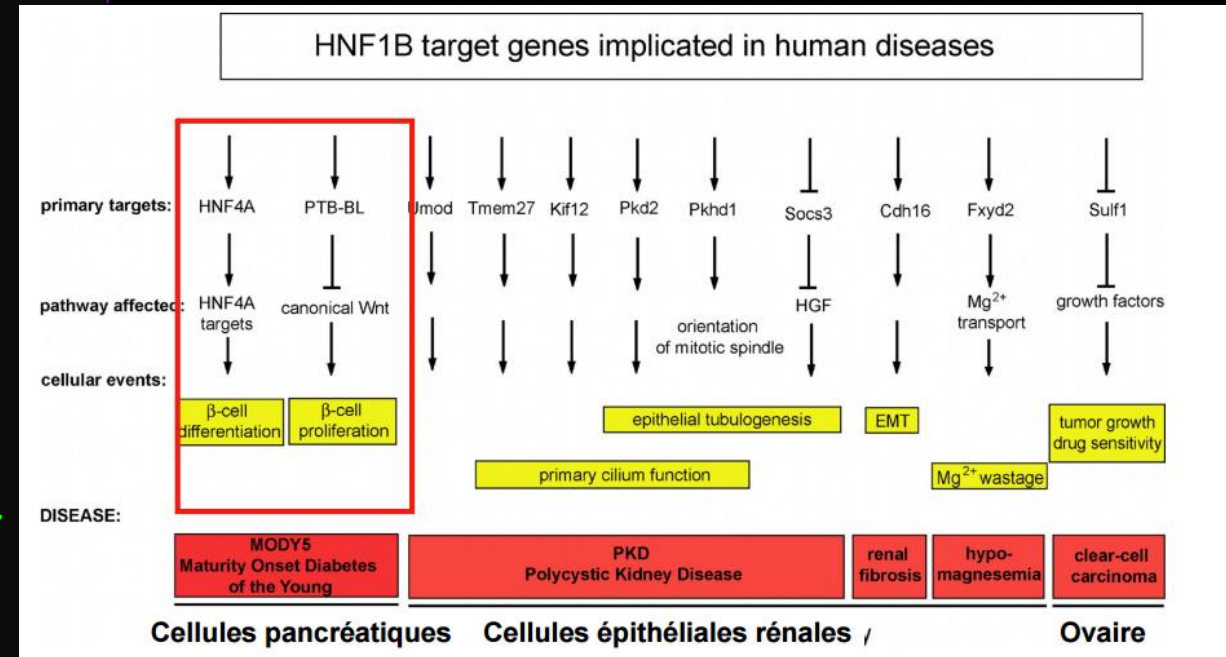 HNF1B target genes implicated in human diseases
primary targets: HNF4A PTB-BL Umod Tmem27 Kif12 Pkd2 Pkhd1 Socs3 Cdh16 Fxyd2 Sulf1
pathway affected: HNF4A targets canonical Wnt orientation of mitotic spindle HGF Mg²⁺ transport growth factors
cellular events:
β-cell differentiation
β-cell proliferation
epithelial tubulogenesis
EMT
tumor growth
drug sensitivity
primary cilium function
Mg²⁺ wastage
DISEASE:
MODY5
Maturity Onset Diabetes
of the Young
PKD
Polycystic Kidney Disease
renal
fibrosis
hypo-
magnesemia
clear-cell
carcinoma
Cellules pancréatiques Cellules épithéliales rénales Ovaire